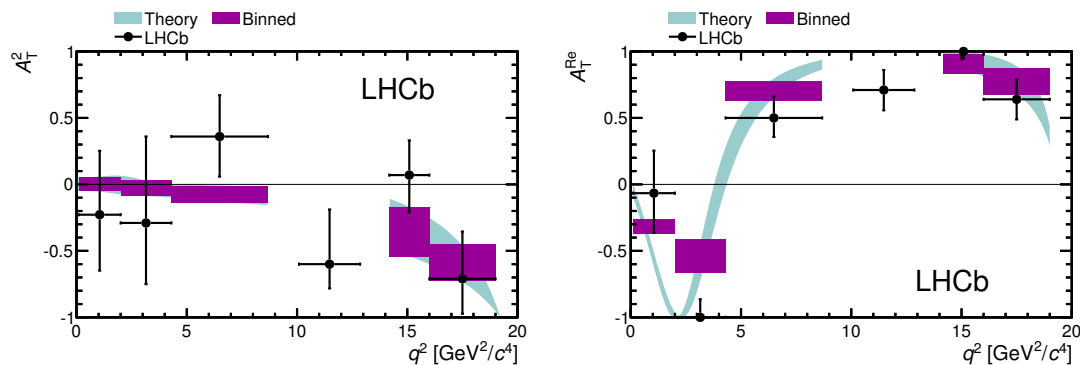 Theory Binned
LHCb
A_T^2
1
0.5
0
-0.5
-1
0 5 10 15 20
q^2 [GeV^2/c^4]
LHCb
Theory Binned
LHCb
A_T^Re
1
0.5
0
-0.5
-1
0 5 10 15 20
q^2 [GeV^2/c^4]
LHCb